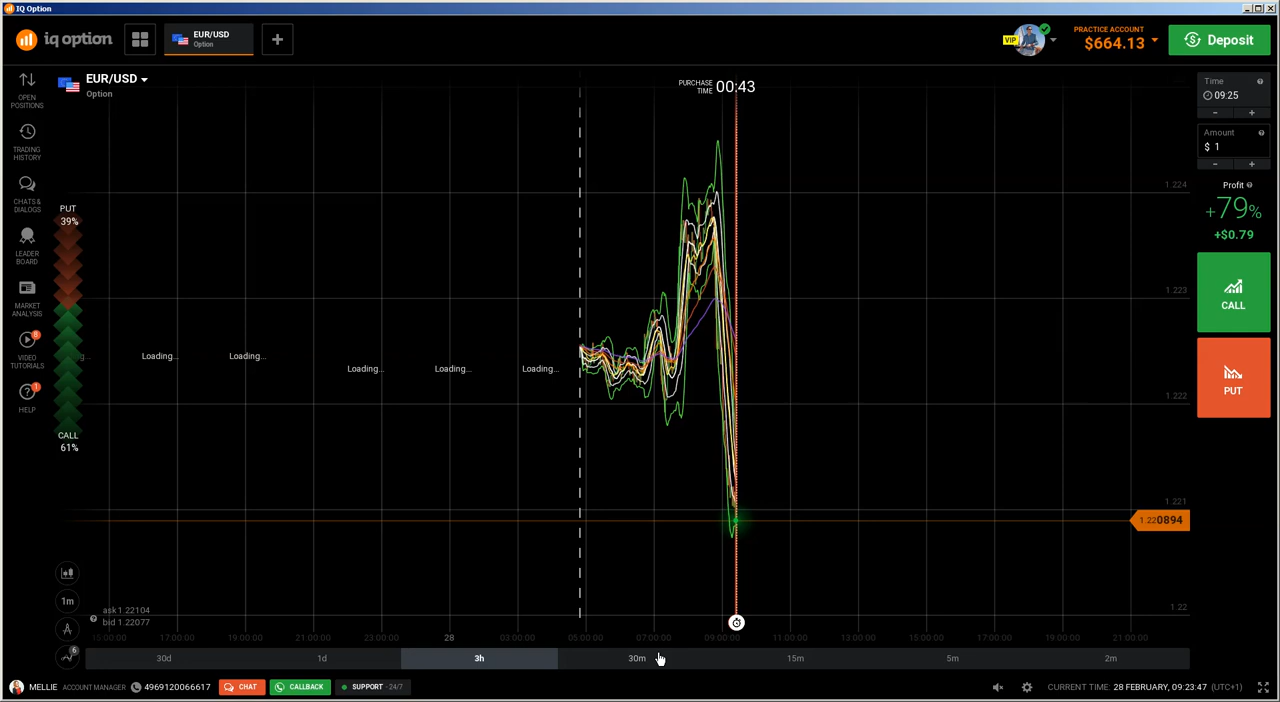 IQ Option
iq option
EUR/USD
Option
+
VIP
PRACTICE ACCOUNT
$664.13
Deposit
EUR/USD
Option
PURCHASE
TIME
00:43
Time
09:25
- +
Amount
$ 1
- +
Profit
+79%
+$0.79
CALL
PUT
OPEN
POSITIONS
TRADING
HISTORY
CHATS &
DIALOGS
LEADER
BOARD
MARKET
ANALYSIS
8
VIDEO
TUTORIALS
1
HELP
PUT
39%
CALL
61%
Loading...
Loading...
Loading...
Loading...
Loading...
1.224
1.223
1.222
1.221
1.220894
1.22
1m
6
ask 1.22104
bid 1.22077
17:00:00 19:00:00 21:00:00 23:00:00 28 03:00:00 05:00:00 07:00:00 09:00:00 11:00:00 13:00:00 15:00:00 17:00:00 19:00:00 21:00:00
30d 1d 3h 30m 15m 5m 2m
MELLIE ACCOUNT MANAGER 4969120066617 CHAT CALLBACK SUPPORT - 24/7
CURRENT TIME: 28 FEBRUARY, 09:23:47 (UTC+1)